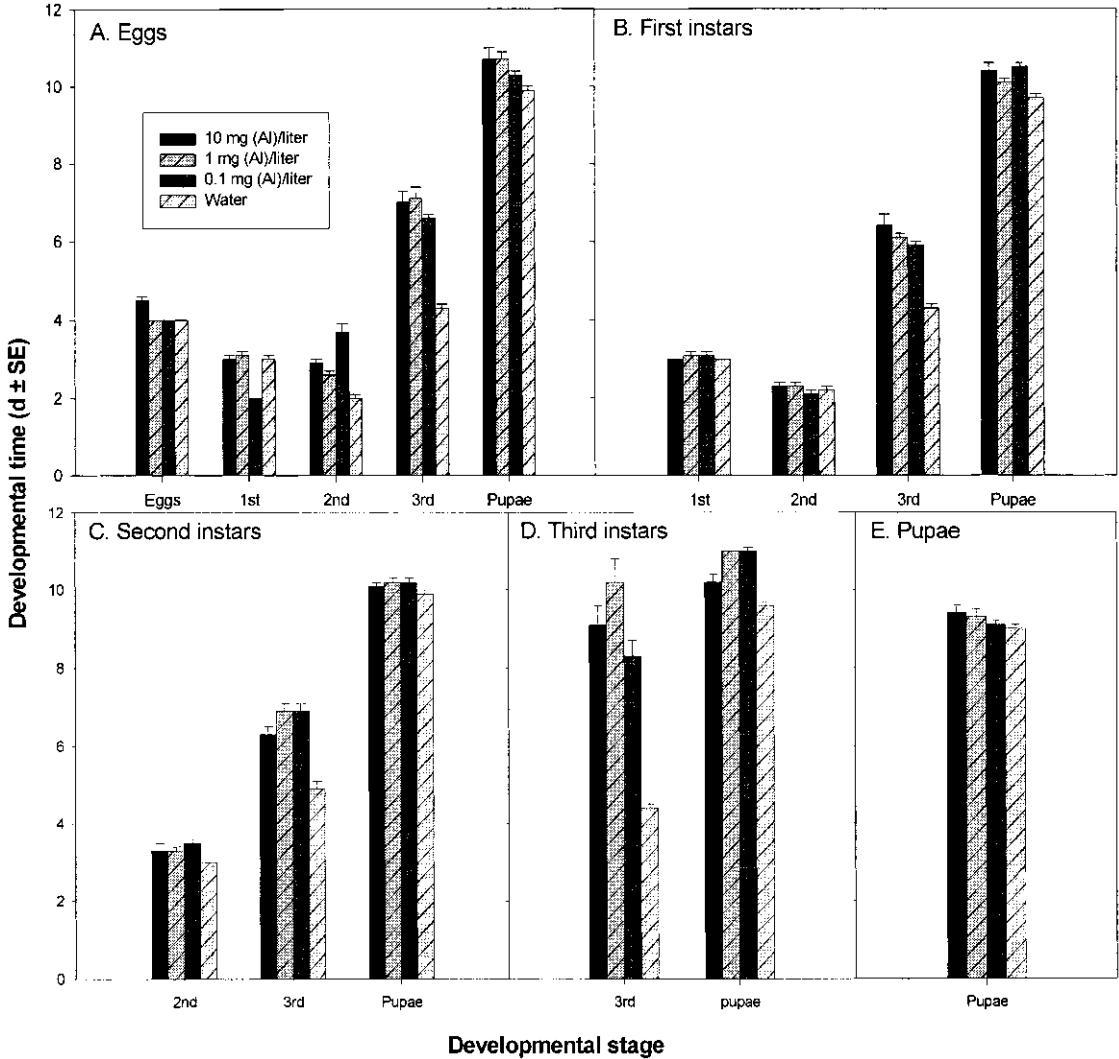 12
10
8
6
4
2
0
A. Eggs
10 mg (AI)/liter
1 mg (AI)/liter
0.1 mg (AI)/liter
Water
Eggs 1st 2nd 3rd Pupae
B. First instars
1st 2nd 3rd Pupae
Developmental time (d ± SE)
12
10
8
6
4
2
0
C. Second instars
2nd 3rd Pupae
D. Third instars
3rd pupae
E. Pupae
Pupae
Developmental stage